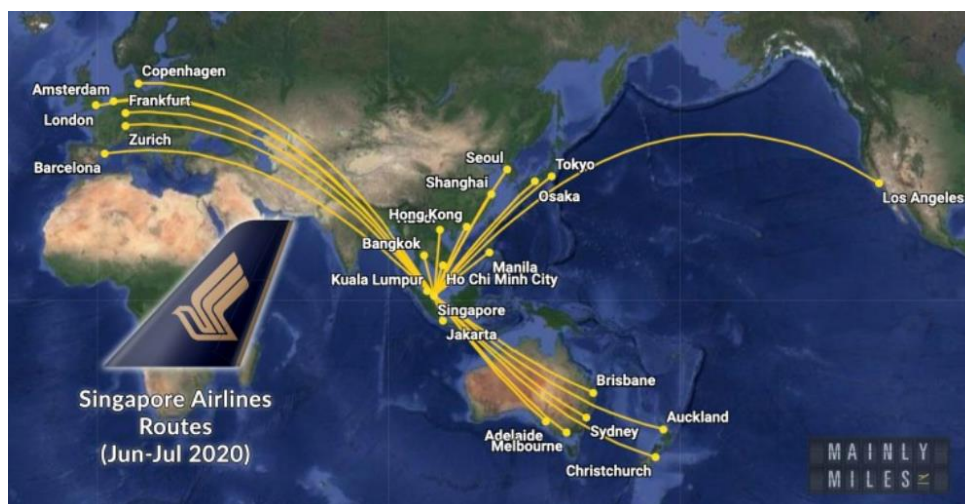 Copenhagen
Amsterdam
Frankfurt
London
Zurich
Barcelona
Seoul
Tokyo
Shanghai
Osaka
Los Angeles
Hong Kong
Bangkok
Manila
Kuala Lumpur
Ho Chi Minh City
Singapore
Jakarta
Brisbane
Auckland
Sydney
Adelaide
Melbourne
Christchurch
Singapore Airlines
Routes
(Jun-Jul 2020)
MAINLY
MILES